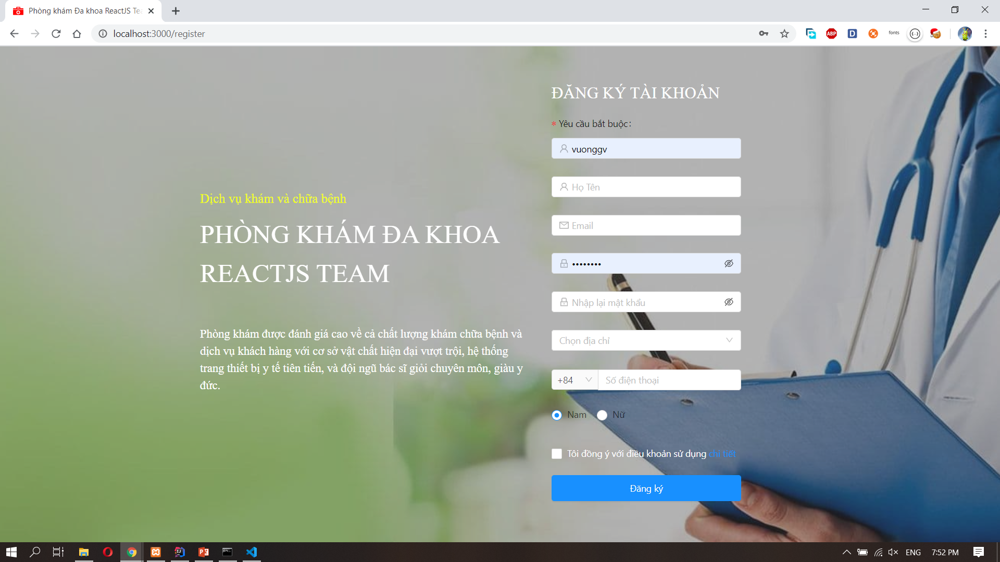 Phòng khám Đa khoa ReactJS Te
localhost:3000/register
ABP
D
fonts
ĐĂNG KÝ TÀI KHOẢN
* Yêu cầu bắt buộc:
vuonggv
Họ Tên
Email
Nhập lại mật khẩu
Chọn địa chỉ
+84
Số điện thoại
Nam
Nữ
Tôi đồng ý với điều khoản sử dụng chi tiết
Đăng ký
Dịch vụ khám và chữa bệnh
PHÒNG KHÁM ĐA KHOA
REACTJS TEAM
Phòng khám được đánh giá cao về cả chất lượng khám chữa bệnh và
dịch vụ khách hàng với cơ sở vật chất hiện đại vượt trội, hệ thống
trang thiết bị y tế tiên tiến, và đội ngũ bác sĩ giỏi chuyên môn, giàu y
đức.
ENG
7:52 PM